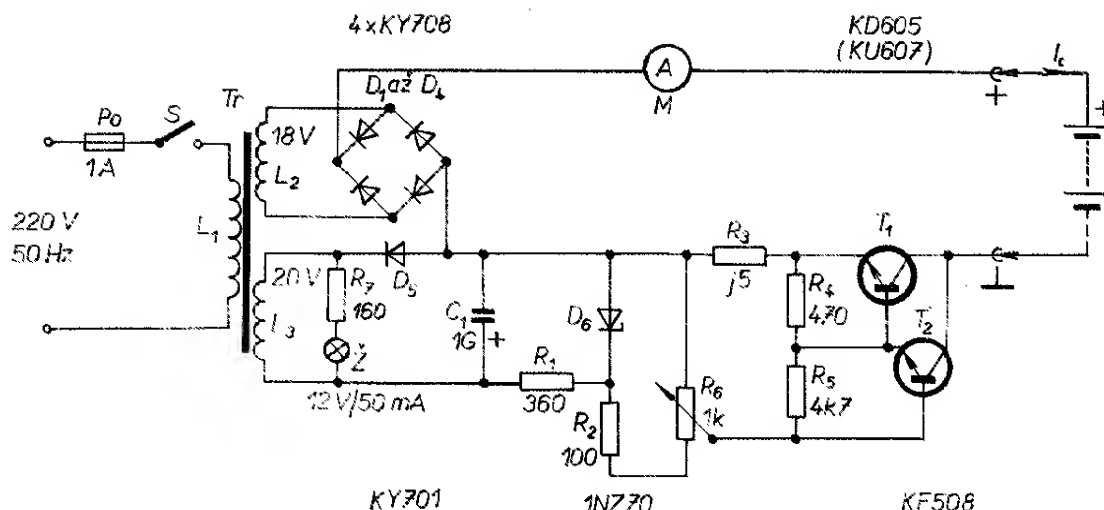 4xKY708
KD605
(KU607)
Po
S
Tr
1A
D₁ až D₄
A
M
I_c
+
+
18V
L₂
220 V
50 Hz
L₁
20 V
R₇
160
D₅
C₁
1G
+
D₆
R₃
j5
T₁
R₄
470
T₂
L₃
Ž
12V/50 mA
R₁
360
R₂
100
R₆
1k
R₅
4k7
KY701
1NZ70
KF508